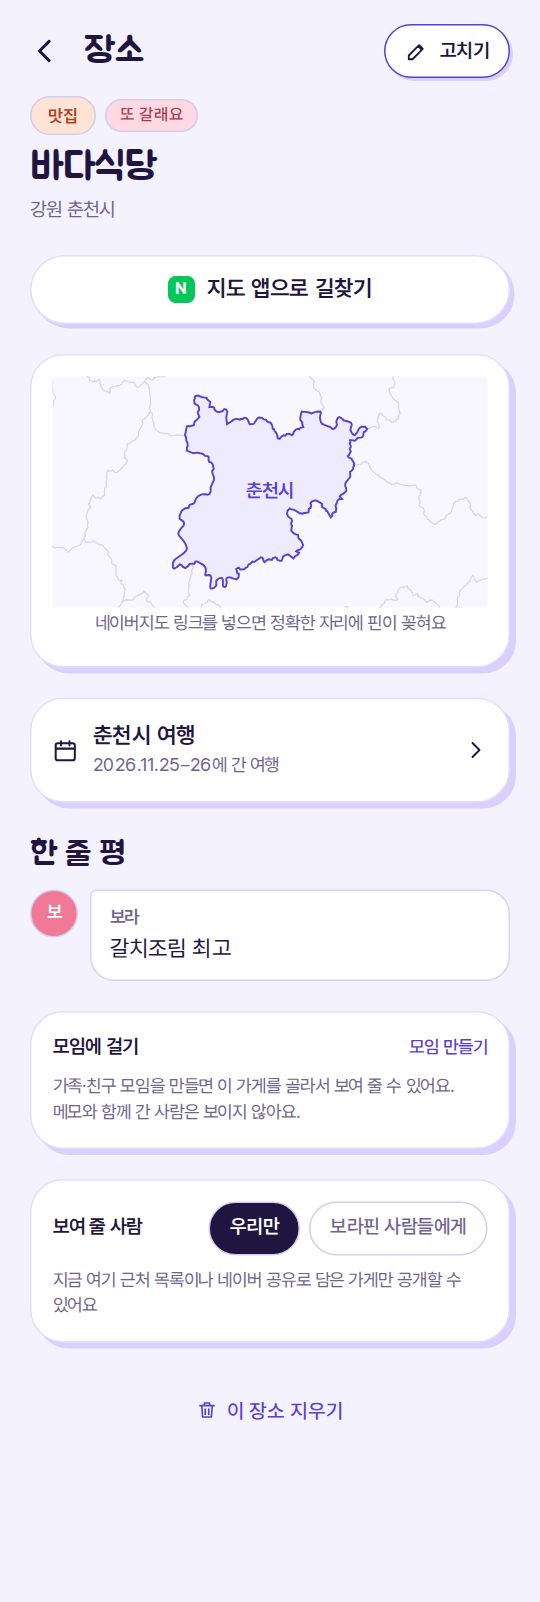 장소
고치기
맛집
또 갈래요
바다식당
강원 춘천시
N 지도 앱으로 길찾기
춘천시
네이버지도 링크를 넣으면 정확한 자리에 핀이 꽂혀요
춘천시 여행
2026.11.25–26에 간 여행
한 줄 평
보
보라
갈치조림 최고
모임에 걸기
모임 만들기
가족·친구 모임을 만들면 이 가게를 골라서 보여 줄 수 있어요.
메모와 함께 간 사람은 보이지 않아요.
보여 줄 사람
우리만
보라핀 사람들에게
지금 여기 근처 목록이나 네이버 공유로 담은 가게만 공개할 수
있어요
이 장소 지우기